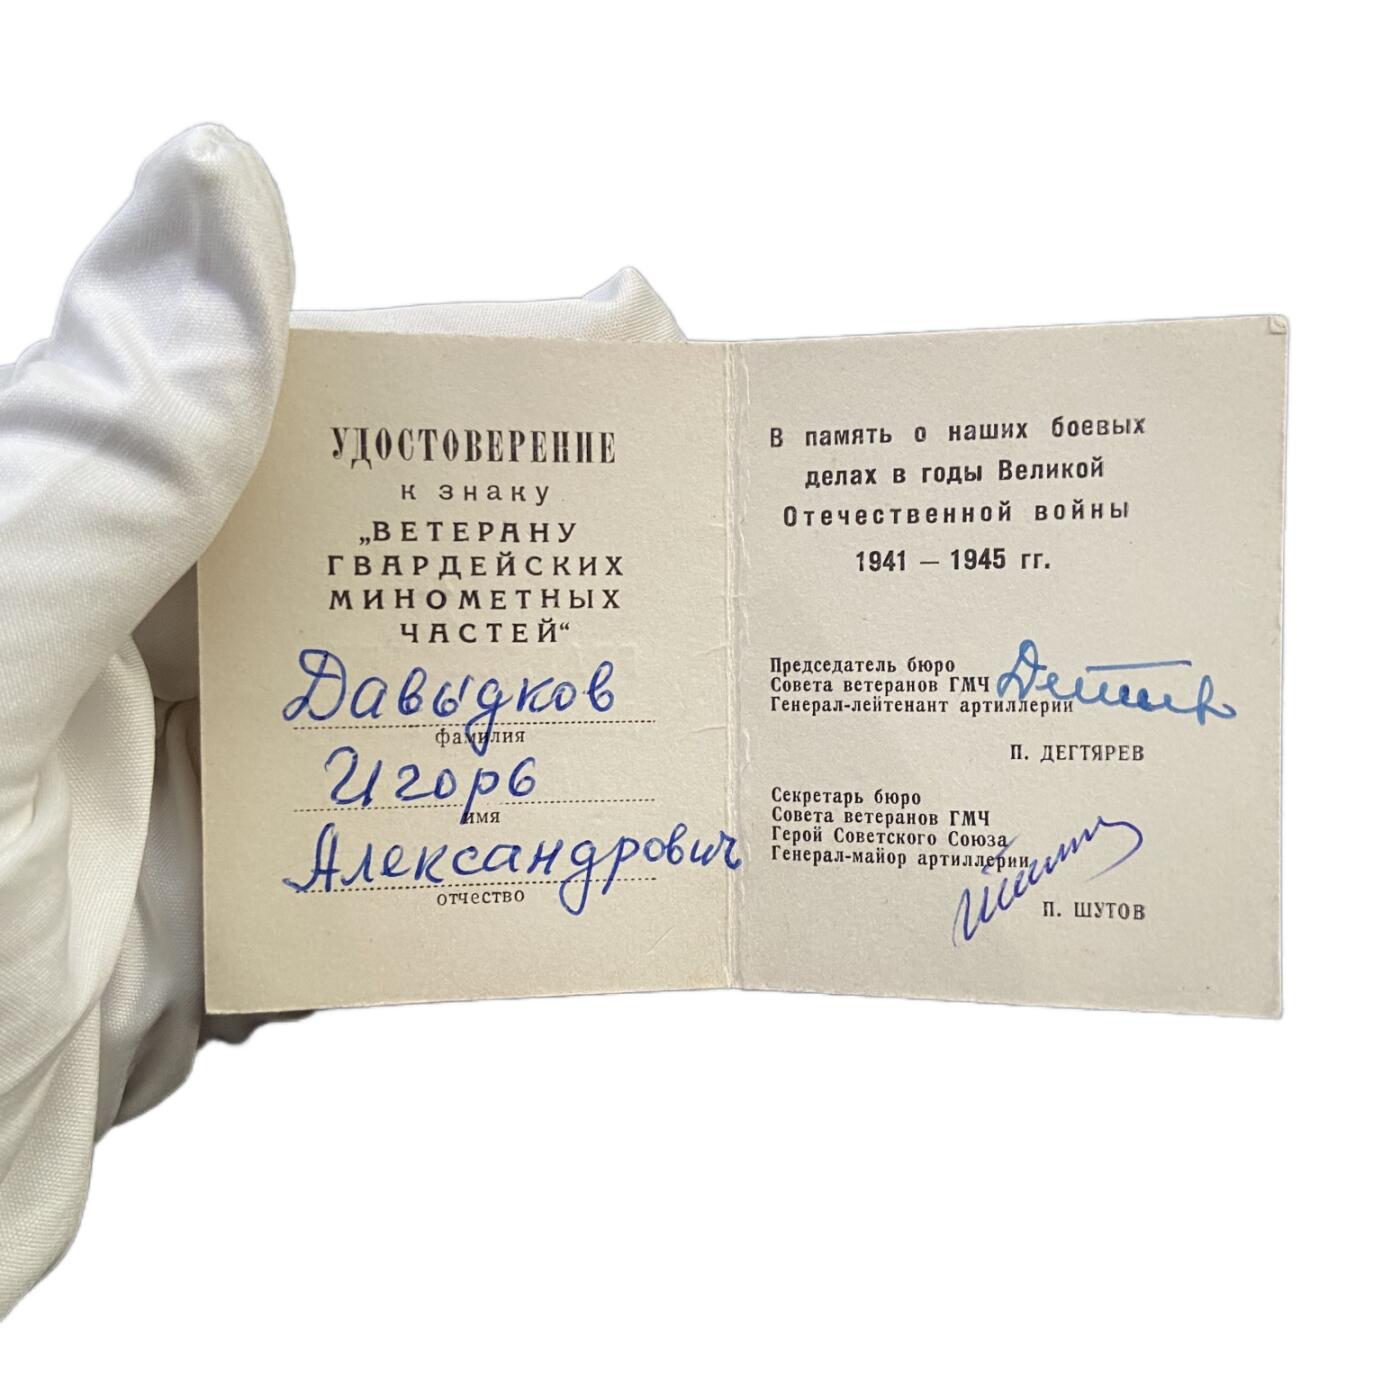 УДОСТОВЕРЕНИЕ
к знаку
„ВЕТЕРАНУ
ГВАРДЕЙСКИХ
МИНОМЕТНЫХ
ЧАСТЕЙ“
Давыдков
фамилия
Игорь
имя
Александрович
отчество
В память о наших боевых
делах в годы Великой
Отечественной войны
1941 — 1945 гг.
Председатель бюро
Совета ветеранов ГМЧ
Генерал-лейтенант артиллерии
П. ДЕГТЯРЕВ
Секретарь бюро
Совета ветеранов ГМЧ
Герой Советского Союза
Генерал-майор артиллерии
П. ШУТОВ